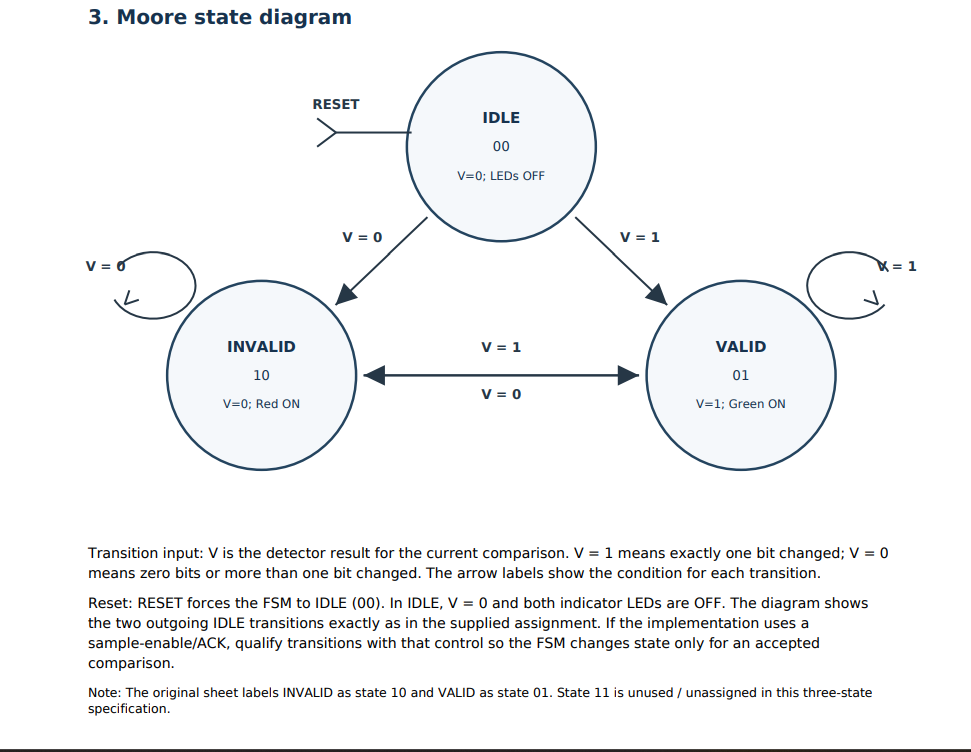 3. Moore state diagram
RESET
IDLE
00
V=0; LEDs OFF
V = 0
V = 1
V = 0
V = 1
INVALID
10
V=0; Red ON
V = 1
V = 0
VALID
01
V=1; Green ON
Transition input: V is the detector result for the current comparison. V = 1 means exactly one bit changed; V = 0
means zero bits or more than one bit changed. The arrow labels show the condition for each transition.
Reset: RESET forces the FSM to IDLE (00). In IDLE, V = 0 and both indicator LEDs are OFF. The diagram shows
the two outgoing IDLE transitions exactly as in the supplied assignment. If the implementation uses a
sample-enable/ACK, qualify transitions with that control so the FSM changes state only for an accepted
comparison.
Note: The original sheet labels INVALID as state 10 and VALID as state 01. State 11 is unused / unassigned in this three-state
specification.